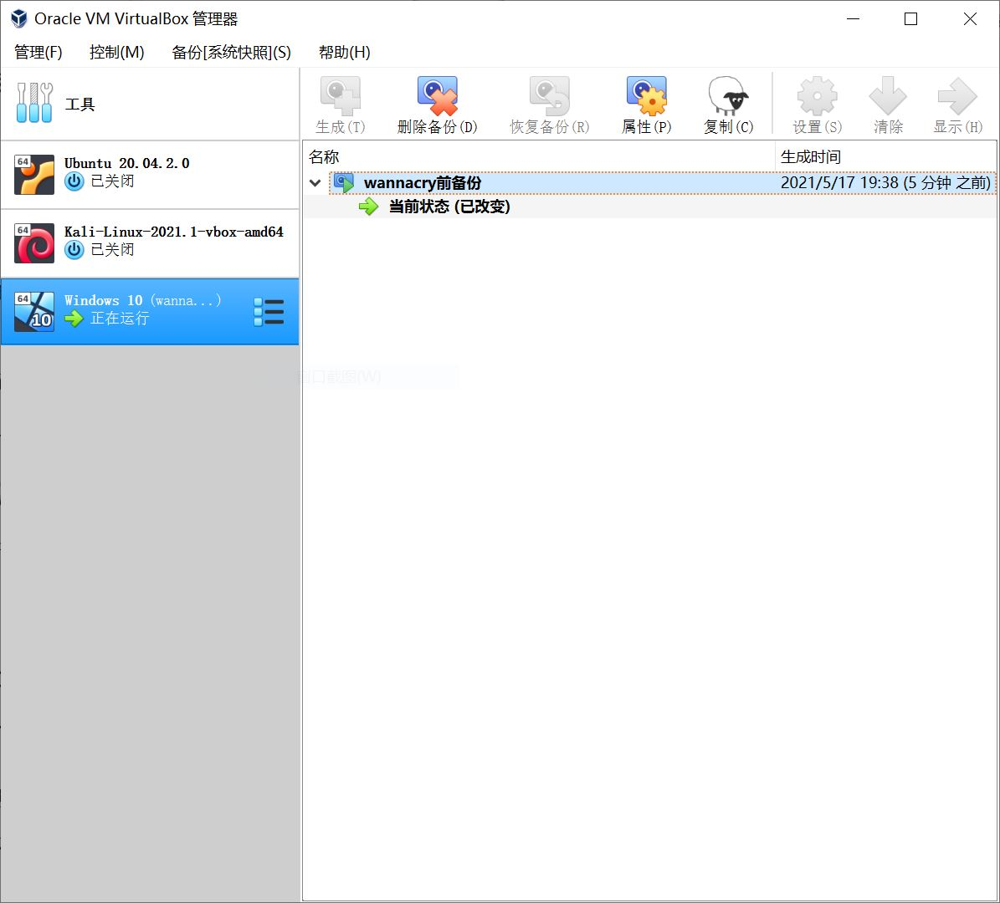 Oracle VM VirtualBox 管理器
管理(F) 控制(M) 备份[系统快照](S) 帮助(H)
工具
生成(T) 删除备份(D) 恢复备份(R) 属性(P) 复制(C) 设置(S) 清除 显示(H)
名称 生成时间
wannacry前备份 2021/5/17 19:38 (5 分钟 之前)
当前状态 (已改变)
64
Ubuntu 20.04.2.0
已关闭
64
Kali-Linux-2021.1-vbox-amd64
已关闭
64
10
Windows 10 (wanna...)
正在运行
窗口截图(W)